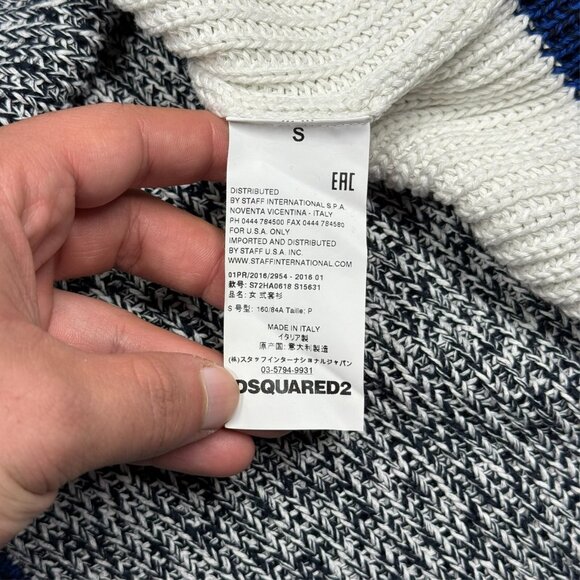 S
EAC
DISTRIBUTED
BY STAFF INTERNATIONAL S.P.A.
NOVENTA VICENTINA - ITALY
PH 0444 784500 FAX 0444 784580
FOR U.S.A. ONLY
IMPORTED AND DISTRIBUTED
BY STAFF U.S.A. INC.
WWW.STAFFINTERNATIONAL.COM
01PR/2016/2954 - 2016 01
款号: S72HA0618 S15631
品名: 女 式套衫
S 号型: 160/84A Taille: P
MADE IN ITALY
イタリア製
原产国: 意大利製造
(株)スタッフインターナショナルジャパン
03-5794-9931
DSQUARED2